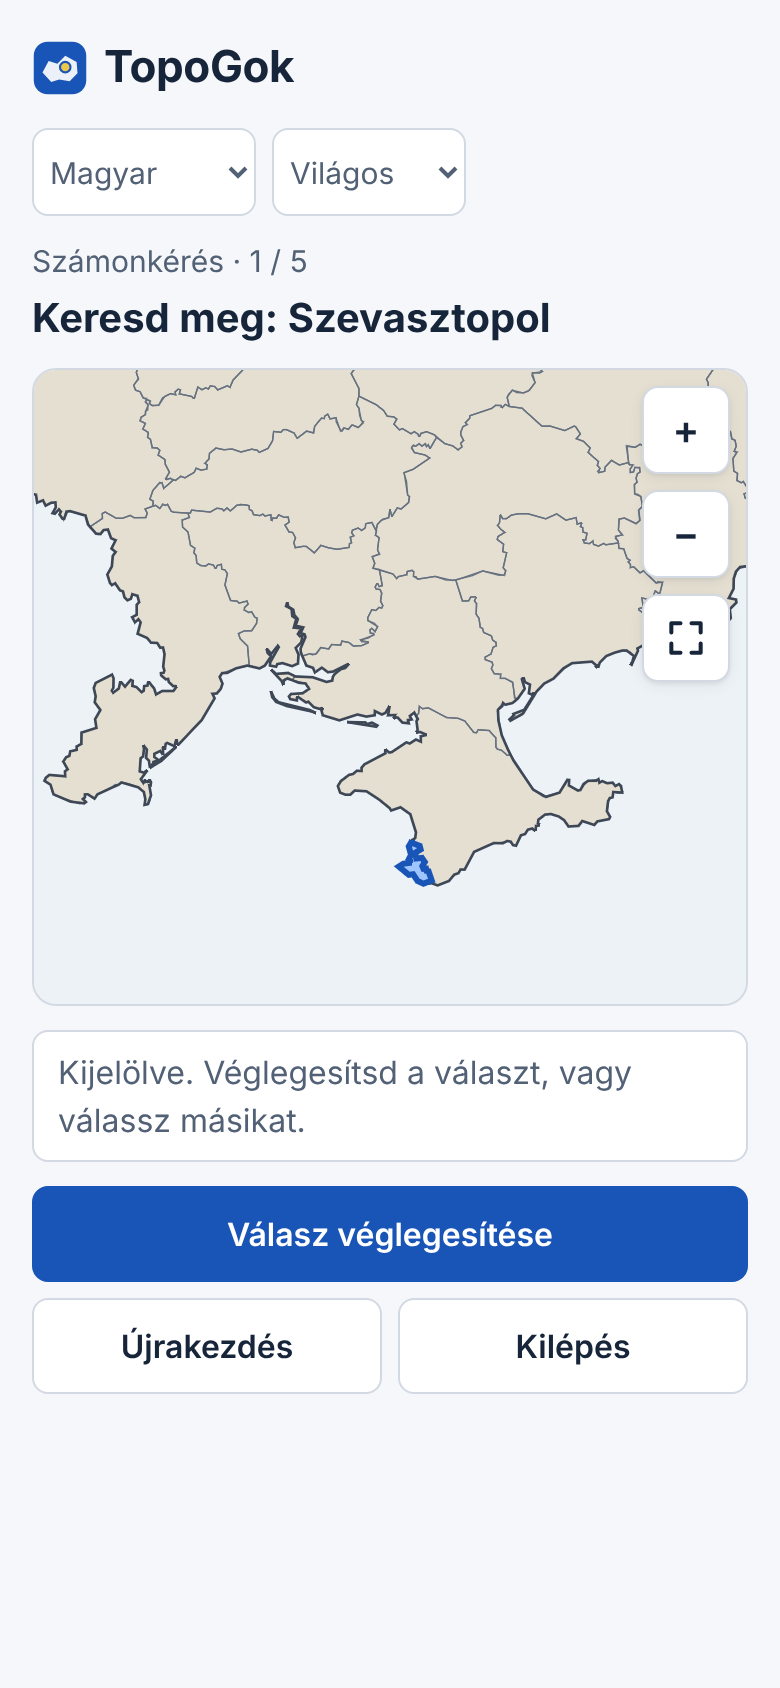 TopoGok
Magyar
Világos
Számonkérés · 1 / 5
Keresd meg: Szevasztopol
+
−
Kijelölve. Véglegesítsd a választ, vagy
válassz másikat.
Válasz véglegesítése
Újrakezdés
Kilépés